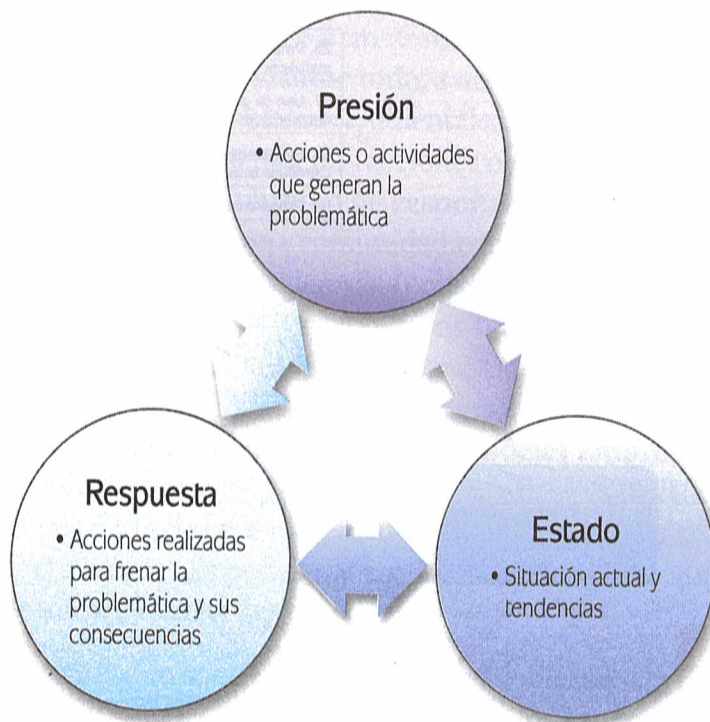 Presión
• Acciones o actividades
que generan la
problemática
Respuesta
• Acciones realizadas
para frenar la
problemática y sus
consecuencias
Estado
• Situación actual y
tendencias